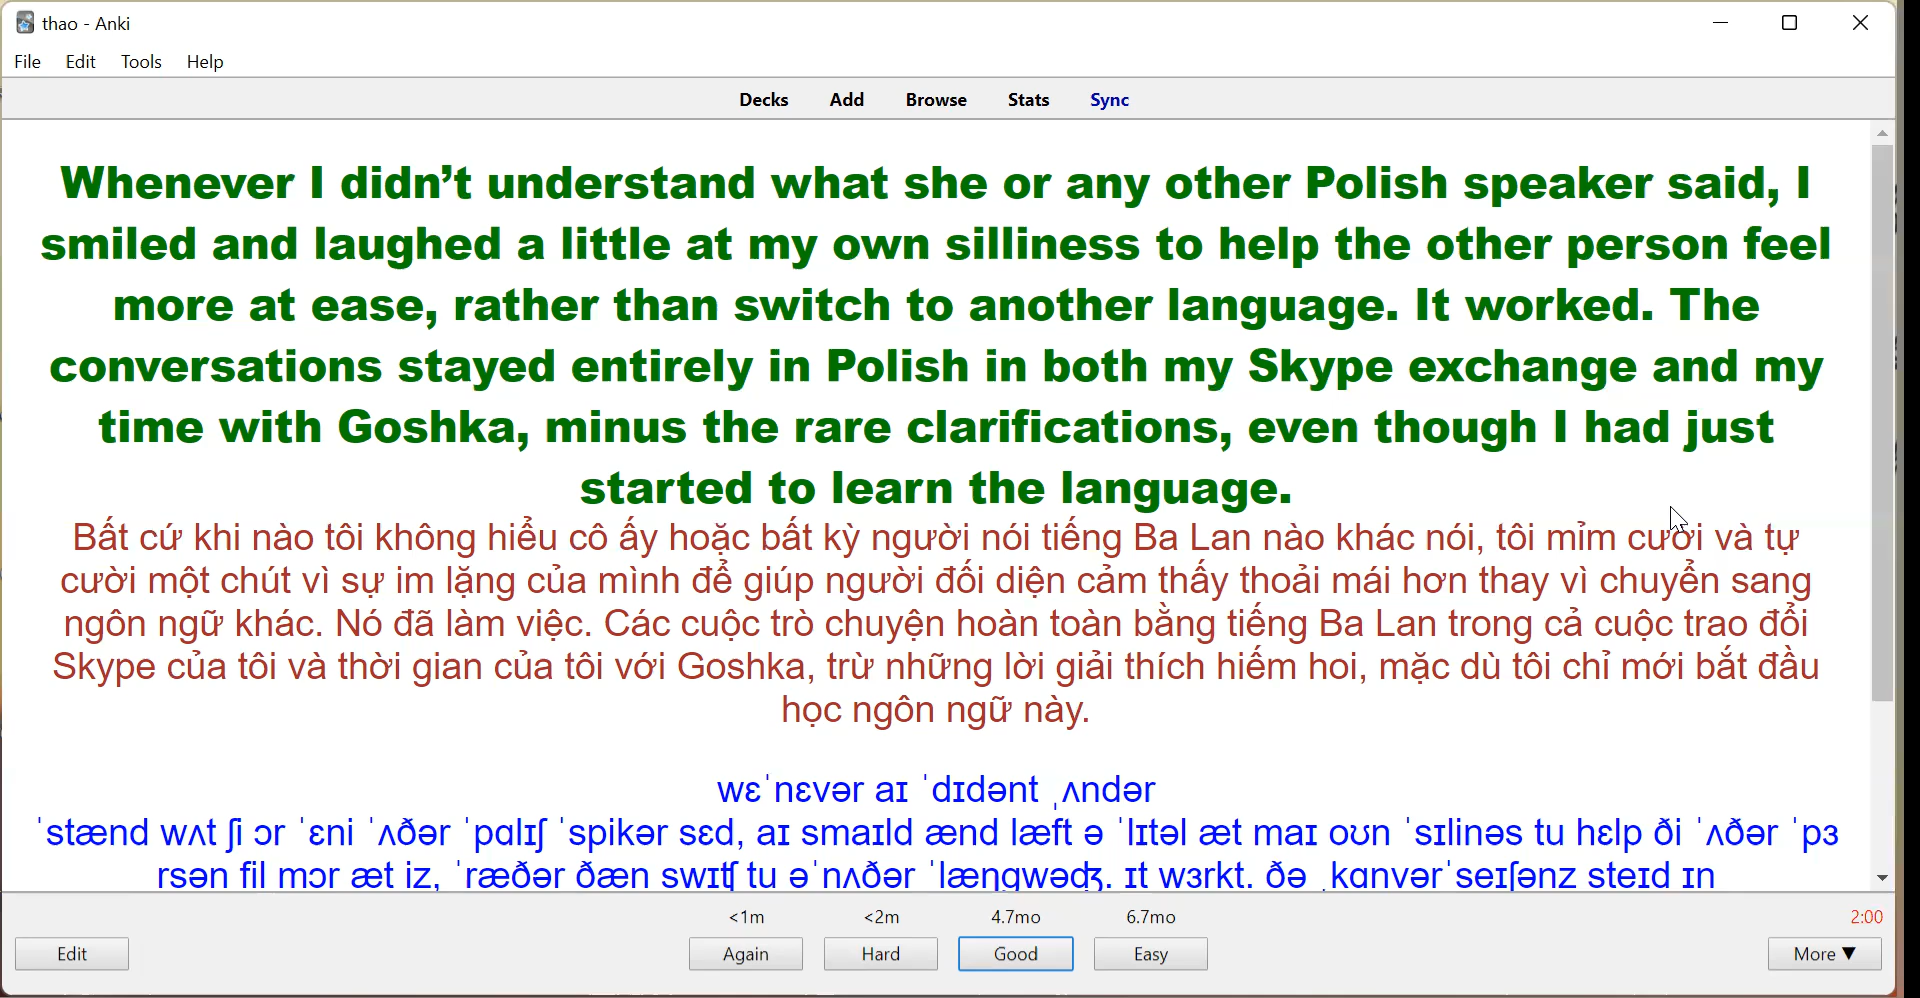 thao - Anki
File Edit Tools Help
Decks Add Browse Stats Sync
Whenever I didn’t understand what she or any other Polish speaker said, I
smiled and laughed a little at my own silliness to help the other person feel
more at ease, rather than switch to another language. It worked. The
conversations stayed entirely in Polish in both my Skype exchange and my
time with Goshka, minus the rare clarifications, even though I had just
started to learn the language.
Bất cứ khi nào tôi không hiểu cô ấy hoặc bất kỳ người nói tiếng Ba Lan nào khác nói, tôi mỉm cười và tự
cười một chút vì sự im lặng của mình để giúp người đối diện cảm thấy thoải mái hơn thay vì chuyển sang
ngôn ngữ khác. Nó đã làm việc. Các cuộc trò chuyện hoàn toàn bằng tiếng Ba Lan trong cả cuộc trao đổi
Skype của tôi và thời gian của tôi với Goshka, trừ những lời giải thích hiếm hoi, mặc dù tôi chỉ mới bắt đầu
học ngôn ngữ này.
wɛˈnɛvər aɪ ˈdɪdənt ˌʌndər
ˈstænd wʌt ʃi ɔr ˈɛni ˈʌðər ˈpɑlɪʃ ˈspikər sɛd, aɪ smaɪld ænd læft ə ˈlɪtəl æt maɪ oʊn ˈsɪlinəs tu hɛlp ði ˈʌðər ˈpɜ
rsən fil mɔr æt iz, ˈræðər ðæn swɪʧ tu əˈnʌðər ˈlæŋgwəʤ. ɪt wɜrkt. ðə ˌkɑnvərˈseɪʃənz steɪd ɪn
<1m <2m 4.7mo 6.7mo 2:00
Edit Again Hard Good Easy More ▼